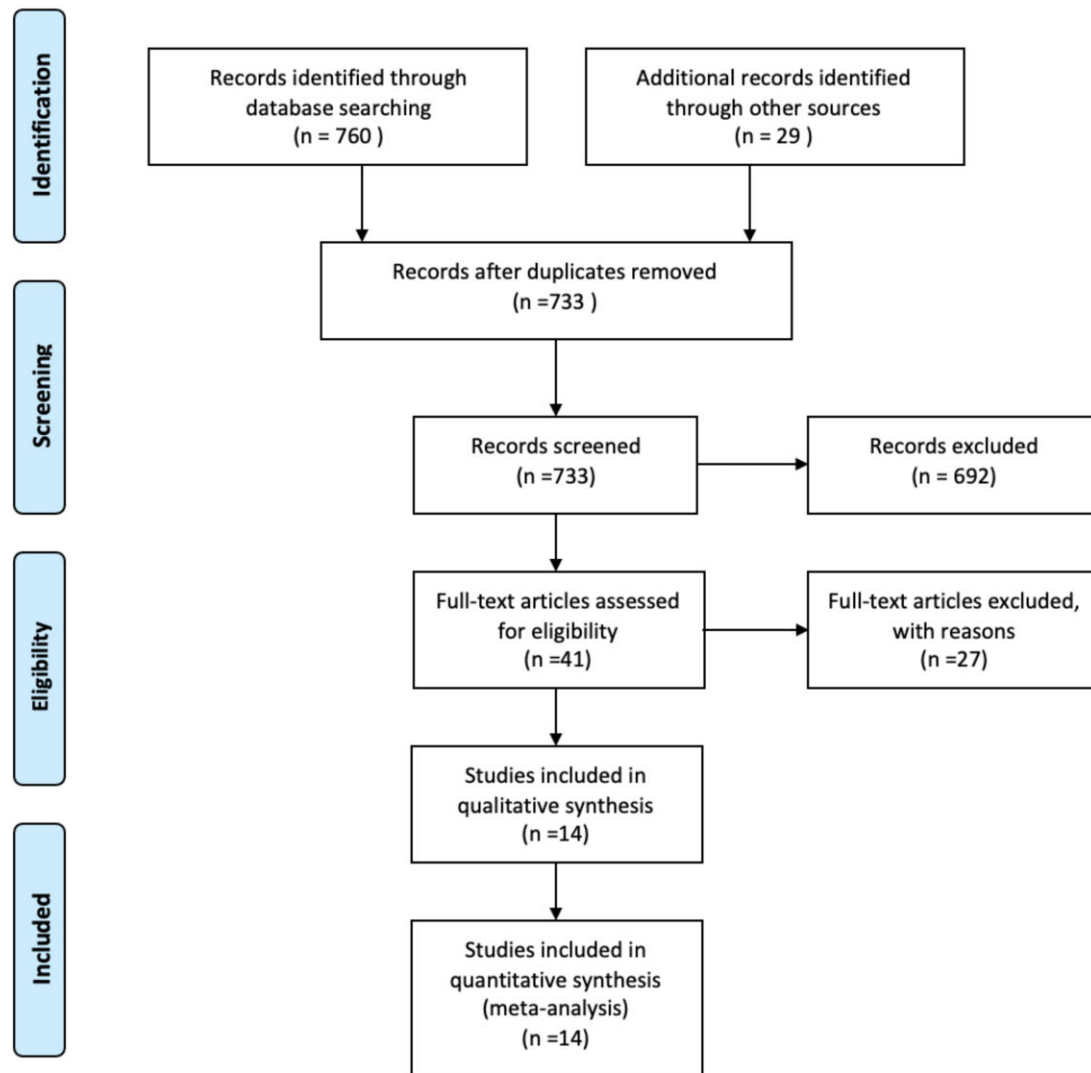 Identification
Records identified through
database searching
(n = 760 )
Additional records identified
through other sources
(n = 29 )
Records after duplicates removed
(n =733 )
Screening
Records screened
(n =733)
Records excluded
(n = 692)
Eligibility
Full-text articles assessed
for eligibility
(n =41)
Full-text articles excluded,
with reasons
(n =27)
Studies included in
qualitative synthesis
(n =14)
Included
Studies included in
quantitative synthesis
(meta-analysis)
(n =14)